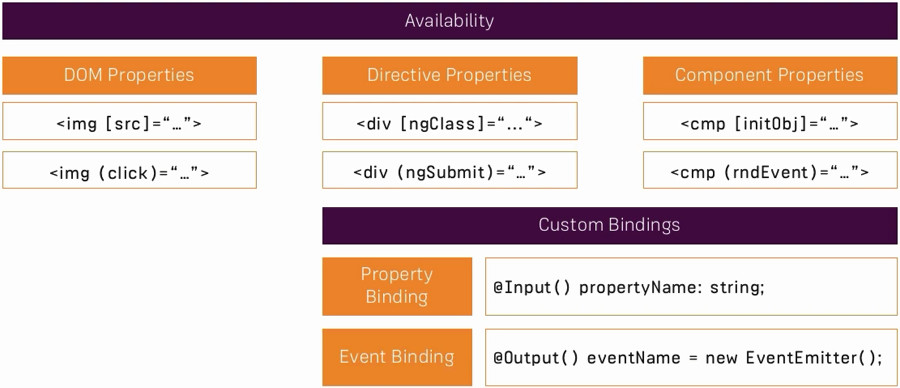 Availability
DOM Properties
Directive Properties
Component Properties
<img [src]=“…”>
<div [ngClass]=“...“>
<cmp [initObj]=“…”>
<img (click)=“…”>
<div (ngSubmit)=“…”>
<cmp (rndEvent)=“…”>
Custom Bindings
Property
Binding
@Input() propertyName: string;
Event Binding
@Output() eventName = new EventEmitter();